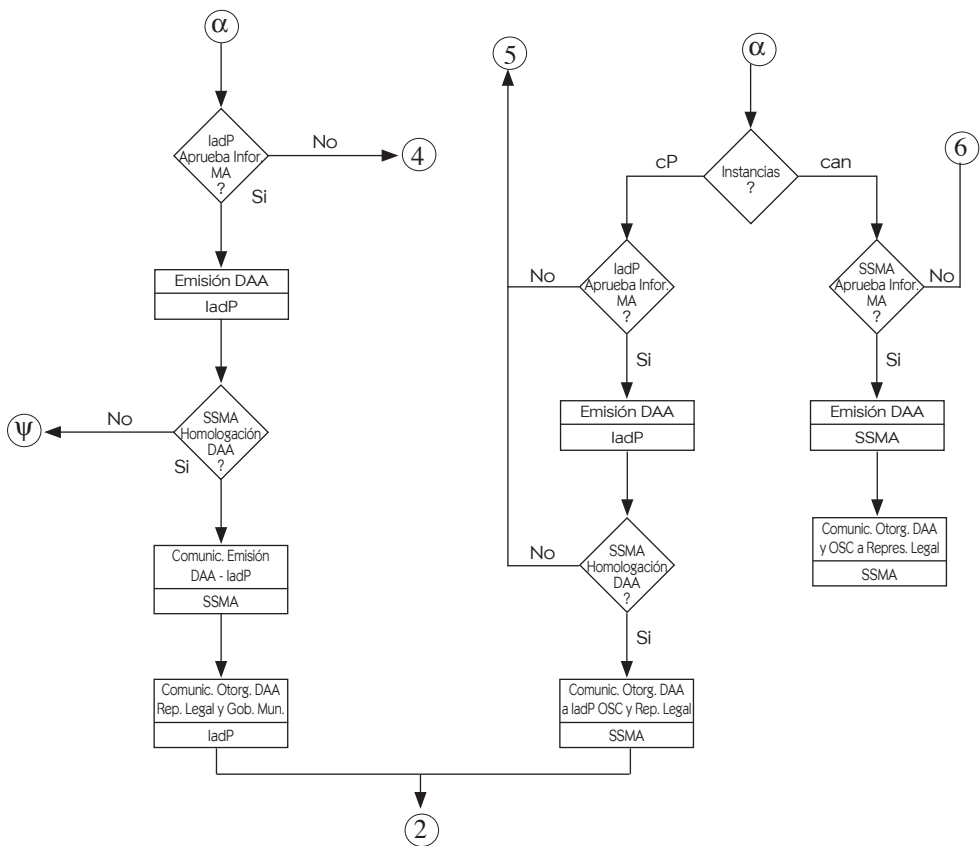 α
IadP
Aprueba Infor.
MA
?
No
4
Si
Emisión DAA
IadP
SSMA
Homologación
DAA
?
No
Ψ
Si
Comunic. Emisión
DAA - IadP
SSMA
Comunic. Otorg. DAA
Rep. Legal y Gob. Mun.
IadP
5
α
Instancias
?
cP
can
6
IadP
Aprueba Infor.
MA
?
No
Si
Emisión DAA
IadP
SSMA
Homologación
DAA
?
No
Si
Comunic. Otorg. DAA
a IadP OSC y Rep. Legal
SSMA
SSMA
Aprueba Infor.
MA
?
No
Si
Emisión DAA
SSMA
Comunic. Otorg. DAA
y OSC a Repres. Legal
SSMA
2